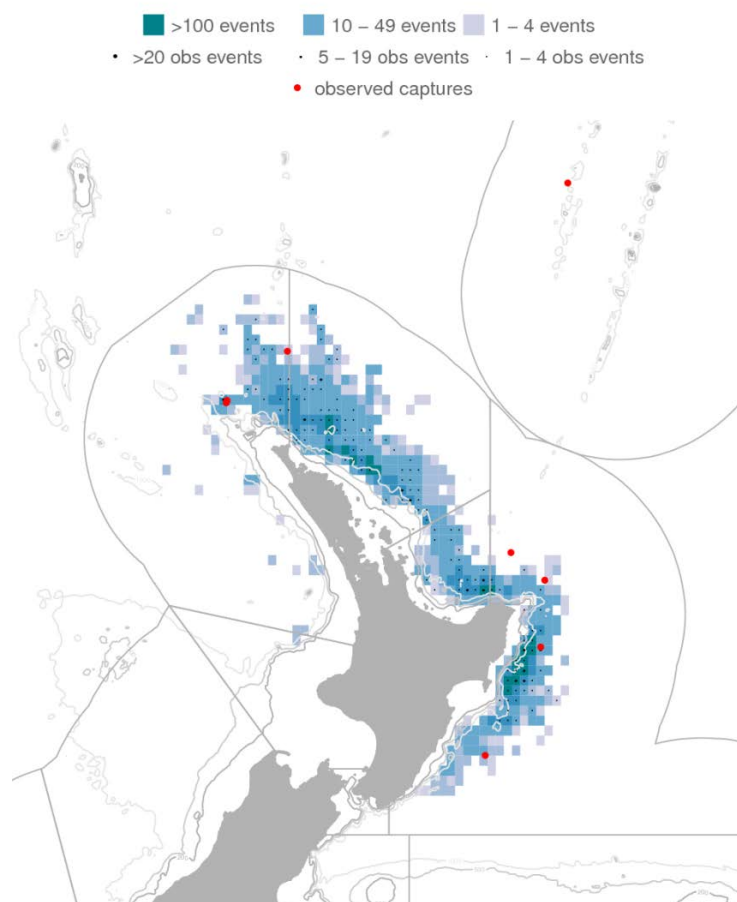 >100 events 10 – 49 events 1 – 4 events
>20 obs events 5 – 19 obs events 1 – 4 obs events
observed captures